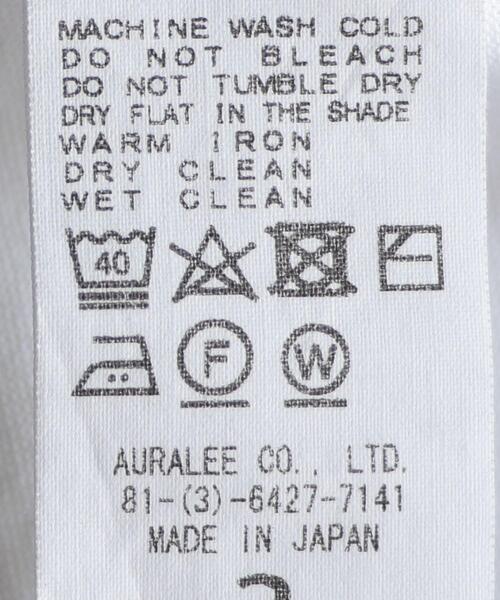 MACHINE WASH COLD
DO NOT BLEACH
DO NOT TUMBLE DRY
DRY FLAT IN THE SHADE
WARM IRON
DRY CLEAN
WET CLEAN
40
F W
AURALEE CO., LTD.
81-(3)-6427-7141
MADE IN JAPAN